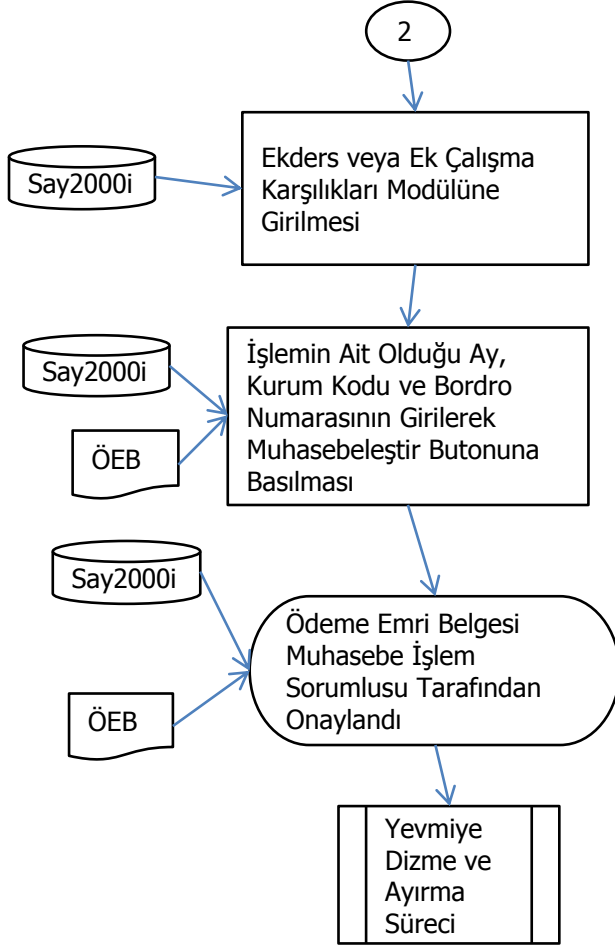 2
Say2000i
Ekders veya Ek Çalışma
Karşılıkları Modülüne
Girilmesi
Say2000i
ÖEB
İşlemin Ait Olduğu Ay,
Kurum Kodu ve Bordro
Numarasının Girilerek
Muhasebeleştir Butonuna
Basılması
Say2000i
ÖEB
Ödeme Emri Belgesi
Muhasebe İşlem
Sorumlusu Tarafından
Onaylandı
Yevmiye
Dizme ve
Ayırma
Süreci